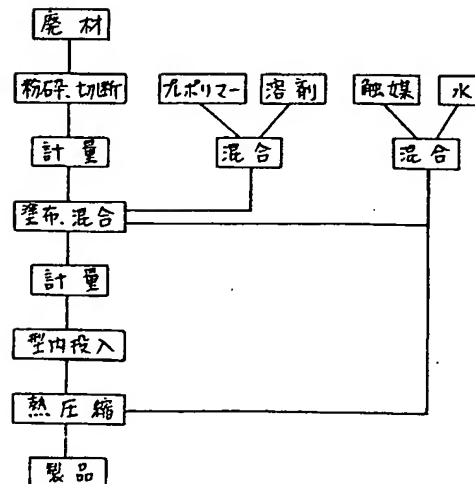 廃材
粉砕、切断
プレポリマー
溶剤
触媒
水
計量
混合
混合
塗布、混合
計量
型内投入
熱圧縮
製品